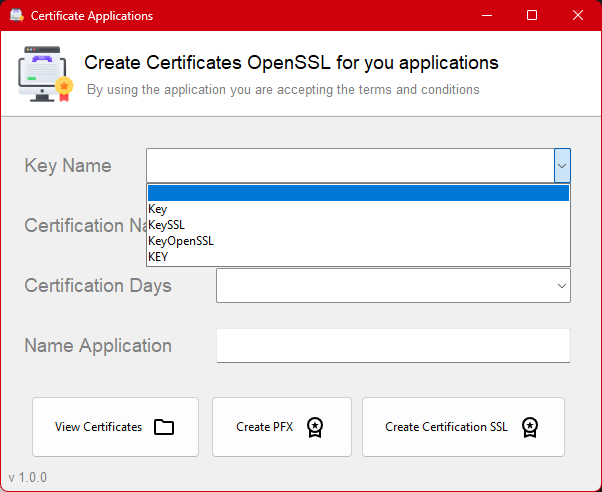 Certificate Applications
Create Certificates OpenSSL for you applications
By using the application you are accepting the terms and conditions
Key Name
Key
Certification
KeySSL
KeyOpenSSL
KEY
Certification Days
Name Application
View Certificates
Create PFX
Create Certification SSL
v 1.0.0